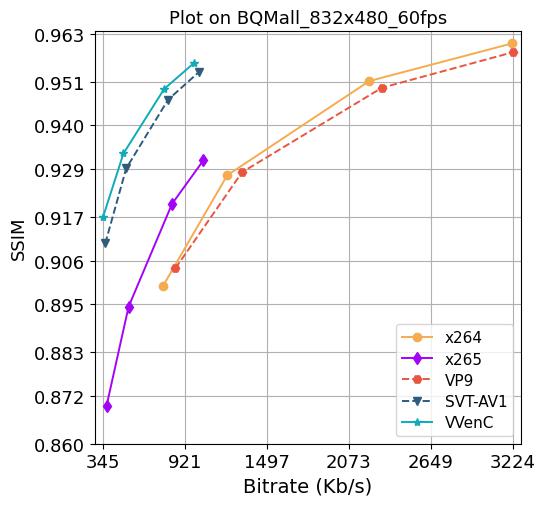 Plot on BQMall_832x480_60fps
0.963
0.951
0.940
0.929
0.917
0.906
0.895
0.883
0.872
0.860
SSIM
x264
x265
VP9
SVT-AV1
VVenC
345 921 1497 2073 2649 3224
Bitrate (Kb/s)